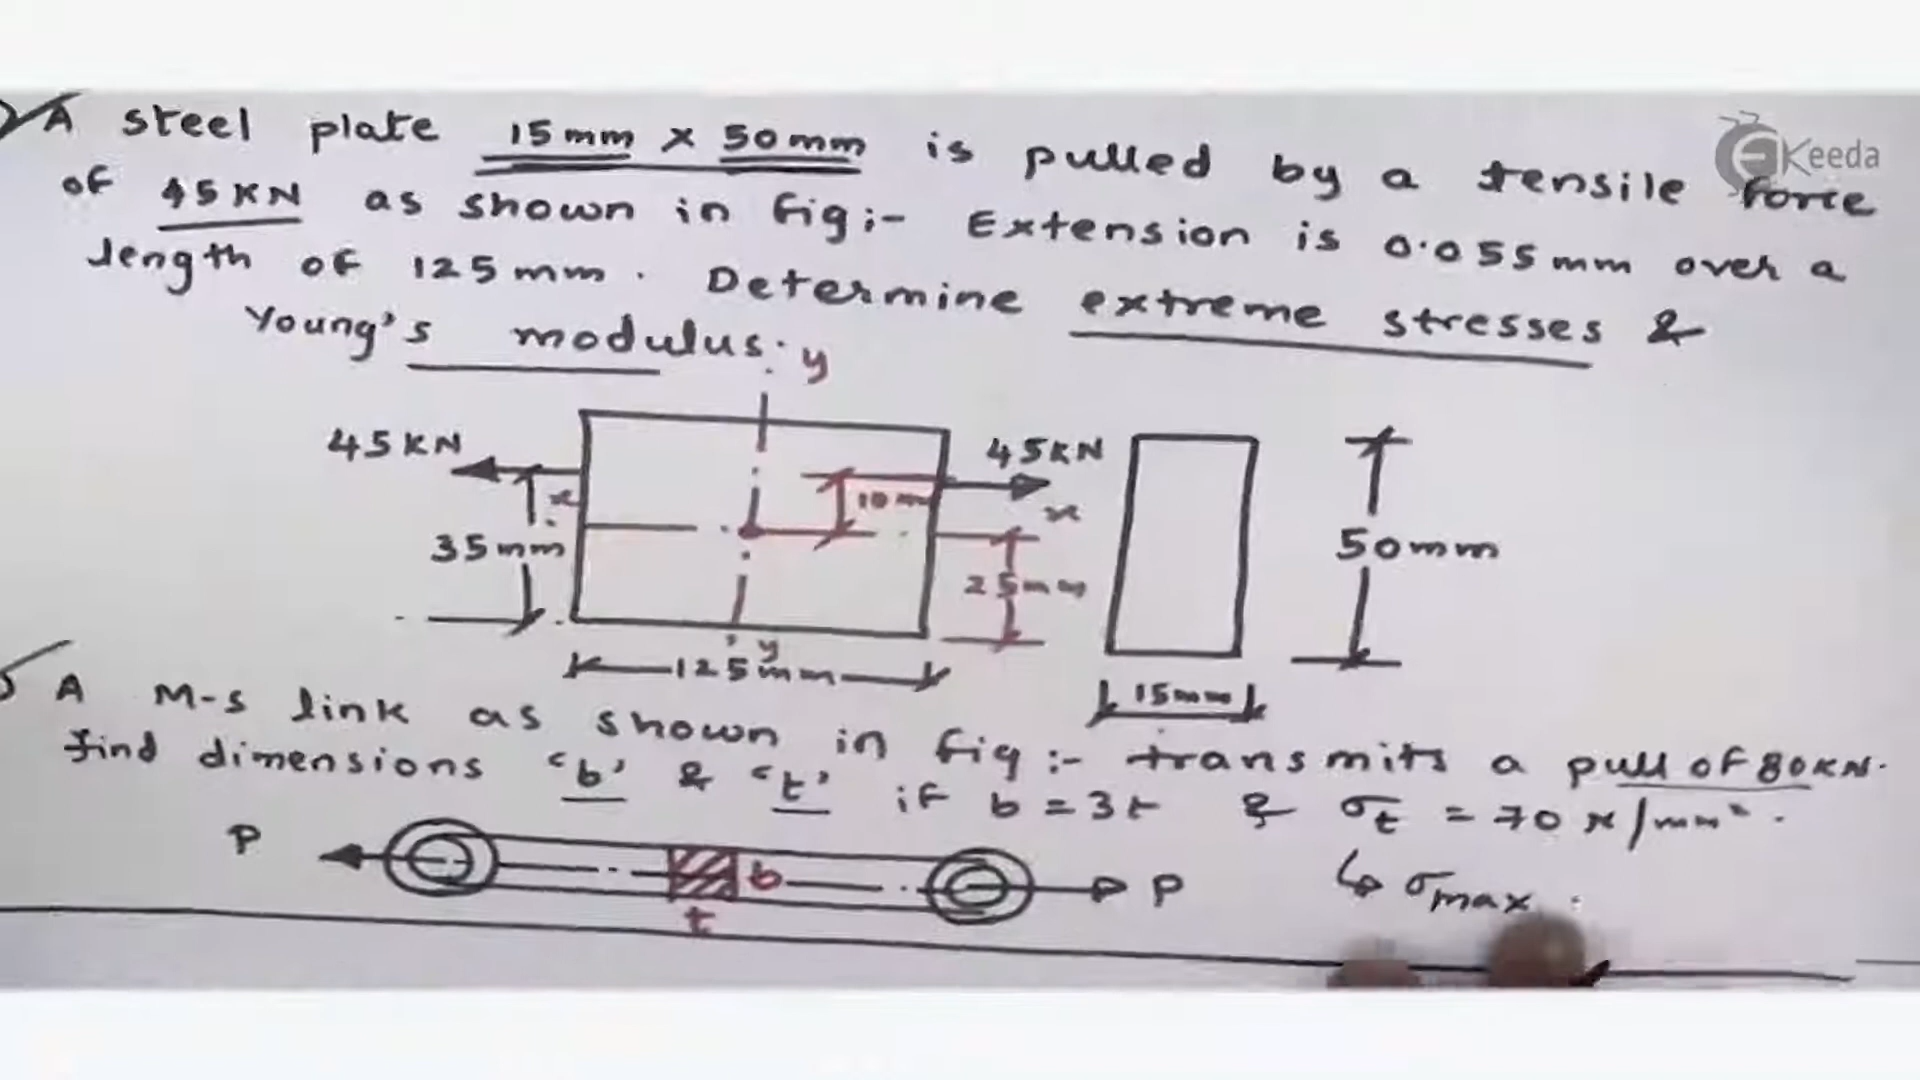 A steel plate 15mm x 50mm is pulled by a tensile force
of 45KN as shown in fig:- Extension is 0.055mm over a
length of 125mm. Determine extreme stresses &
Young's modulus.
EKeeda
y
45KN
45KN
x
10mm
x
35mm
25mm
50mm
y
125mm
15mm
A M-S link as shown in fig:- transmits a pull of 80KN.
find dimensions 'b' & 't' if b = 3t & σt = 70 N/mm².
P
b
P
σmax
t